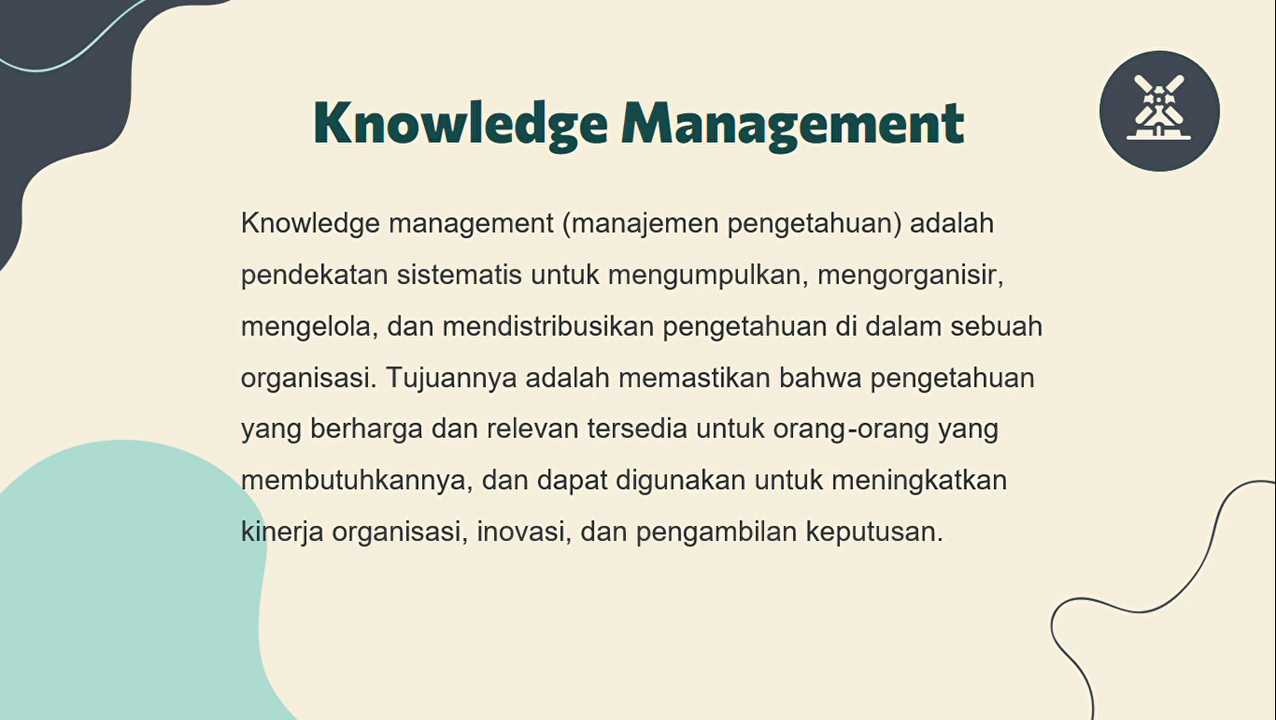 Knowledge Management
Knowledge management (manajemen pengetahuan) adalah
pendekatan sistematis untuk mengumpulkan, mengorganisir,
mengelola, dan mendistribusikan pengetahuan di dalam sebuah
organisasi. Tujuannya adalah memastikan bahwa pengetahuan
yang berharga dan relevan tersedia untuk orang-orang yang
membutuhkannya, dan dapat digunakan untuk meningkatkan
kinerja organisasi, inovasi, dan pengambilan keputusan.